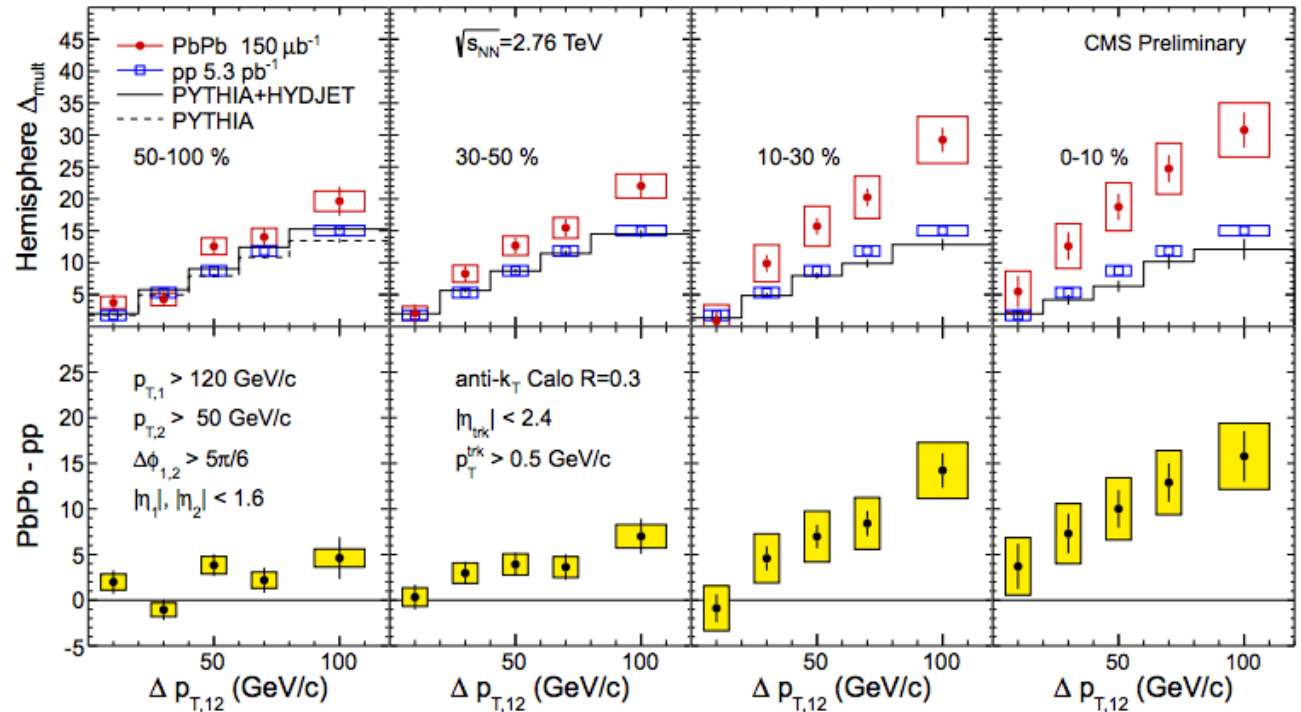 Hemisphere Δmult
45
40
35
30
25
20
15
10
5
PbPb 150 μb⁻¹
pp 5.3 pb⁻¹
PYTHIA+HYDJET
PYTHIA
50-100 %
√sNN=2.76 TeV
30-50 %
10-30 %
CMS Preliminary
0-10 %
PbPb - pp
25
20
15
10
5
0
-5
pT,1 > 120 GeV/c
pT,2 > 50 GeV/c
Δϕ1,2 > 5π/6
|η1|, |η2| < 1.6
anti-kT Calo R=0.3
|ηtrk| < 2.4
pTtrk > 0.5 GeV/c
50 100 50 100 50 100 50 100
Δ pT,12 (GeV/c) Δ pT,12 (GeV/c) Δ pT,12 (GeV/c) Δ pT,12 (GeV/c)